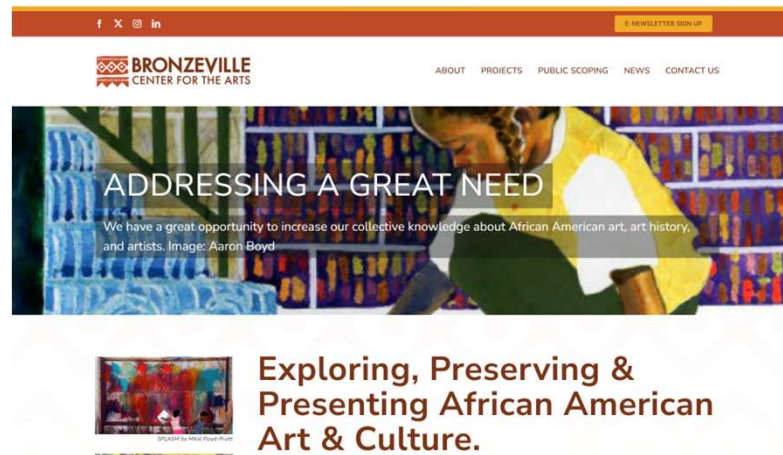 E-NEWSLETTER SIGN UP
BRONZEVILLE
CENTER FOR THE ARTS
ABOUT PROJECTS PUBLIC SCOPING NEWS CONTACT US
ADDRESSING A GREAT NEED
We have a great opportunity to increase our collective knowledge about African American art, art history,
and artists. Image: Aaron Boyd
Exploring, Preserving &
Presenting African American
Art & Culture.
SPLASH! by Mikal Floyd-Pruitt